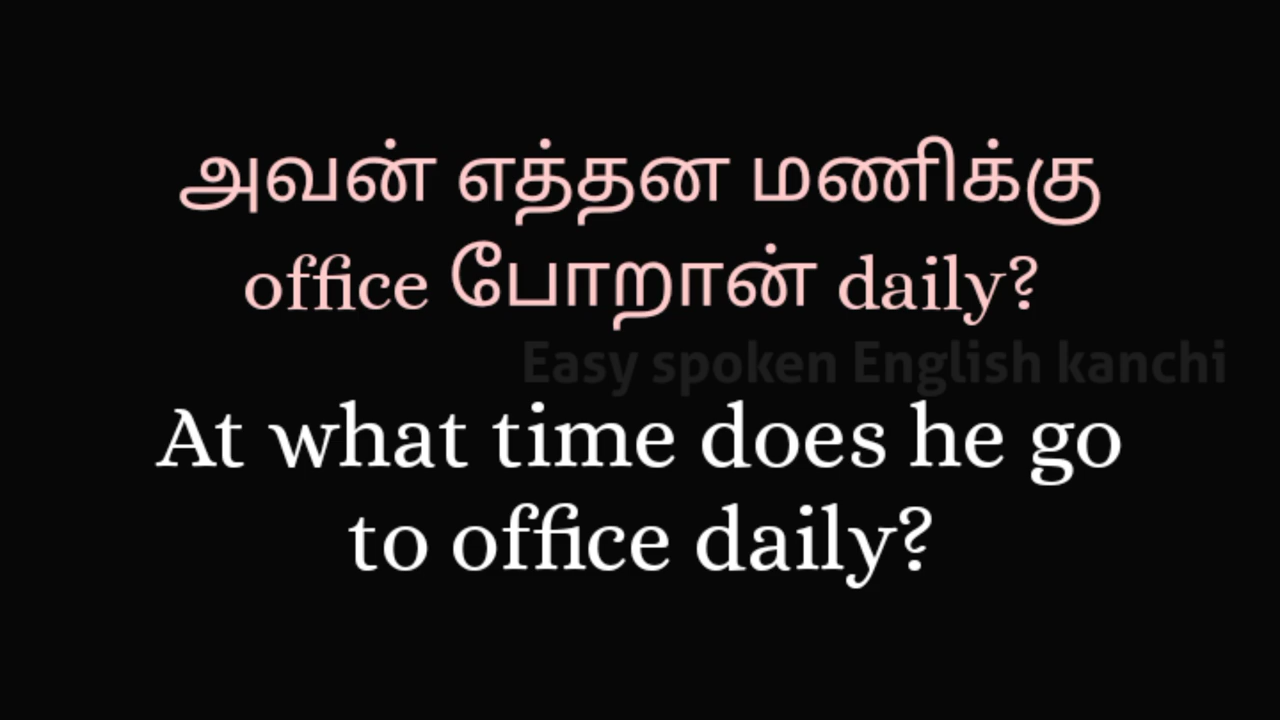 அவன் எத்தன மணிக்கு
office போறான் daily?
Easy spoken English kanchi
At what time does he go
to office daily?